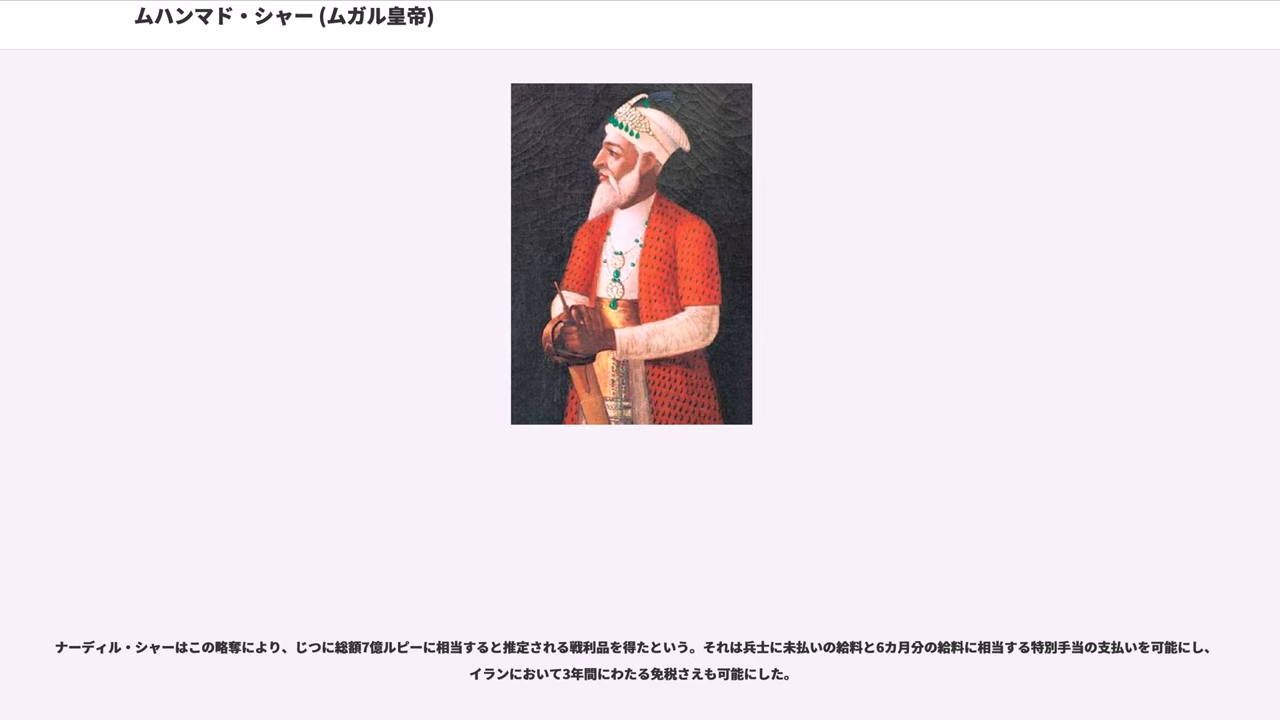 ムハンマド・シャー (ムガル皇帝)
ナーディル・シャーはこの略奪により、じつに総額7億ルピーに相当すると推定される戦利品を得たという。それは兵士に未払いの給料と6カ月分の給料に相当する特別手当の支払いを可能にし、
イランにおいて3年間にわたる免税さえも可能にした。